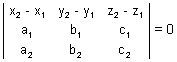 | x₂ - x₁ y₂ - y₁ z₂ - z₁ |
| a₁ b₁ c₁ | = 0
| a₂ b₂ c₂ |